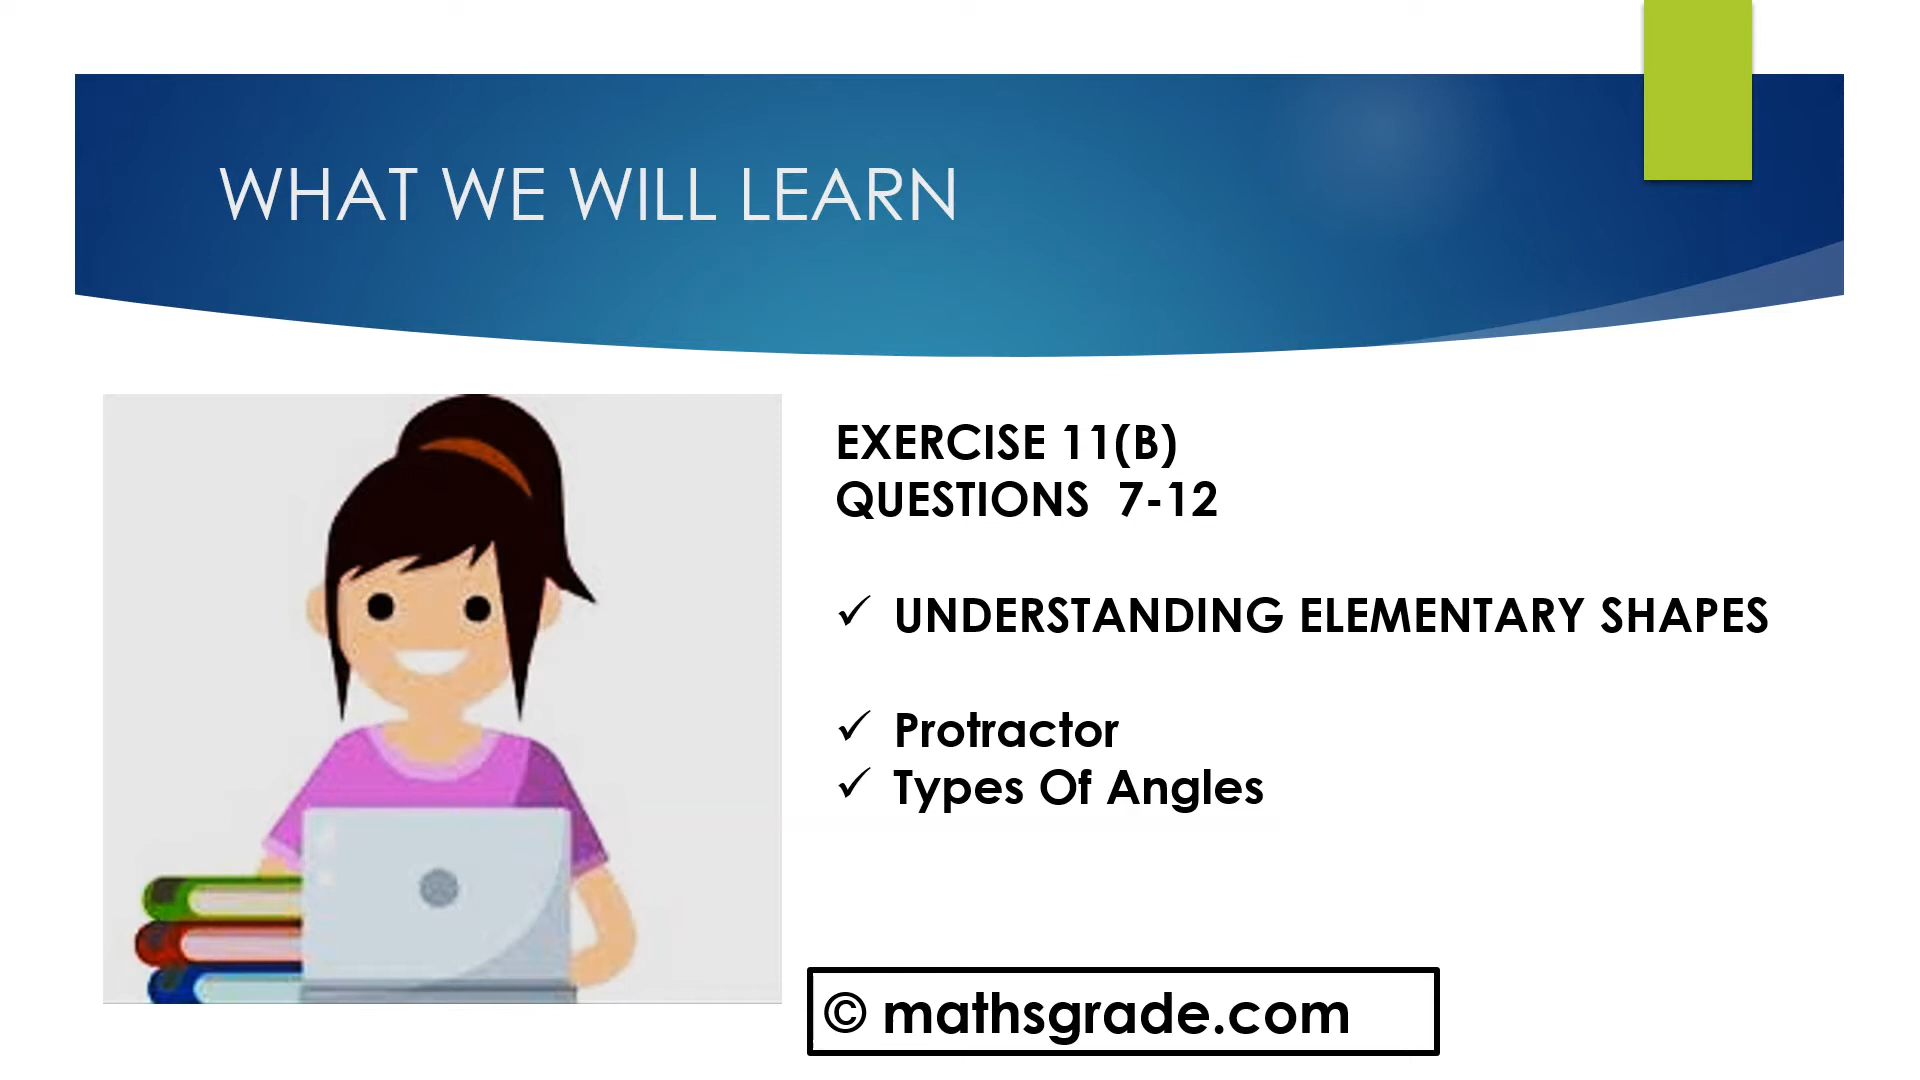 WHAT WE WILL LEARN
EXERCISE 11(B)
QUESTIONS 7-12
✓ UNDERSTANDING ELEMENTARY SHAPES
✓ Protractor
✓ Types Of Angles
© mathsgrade.com